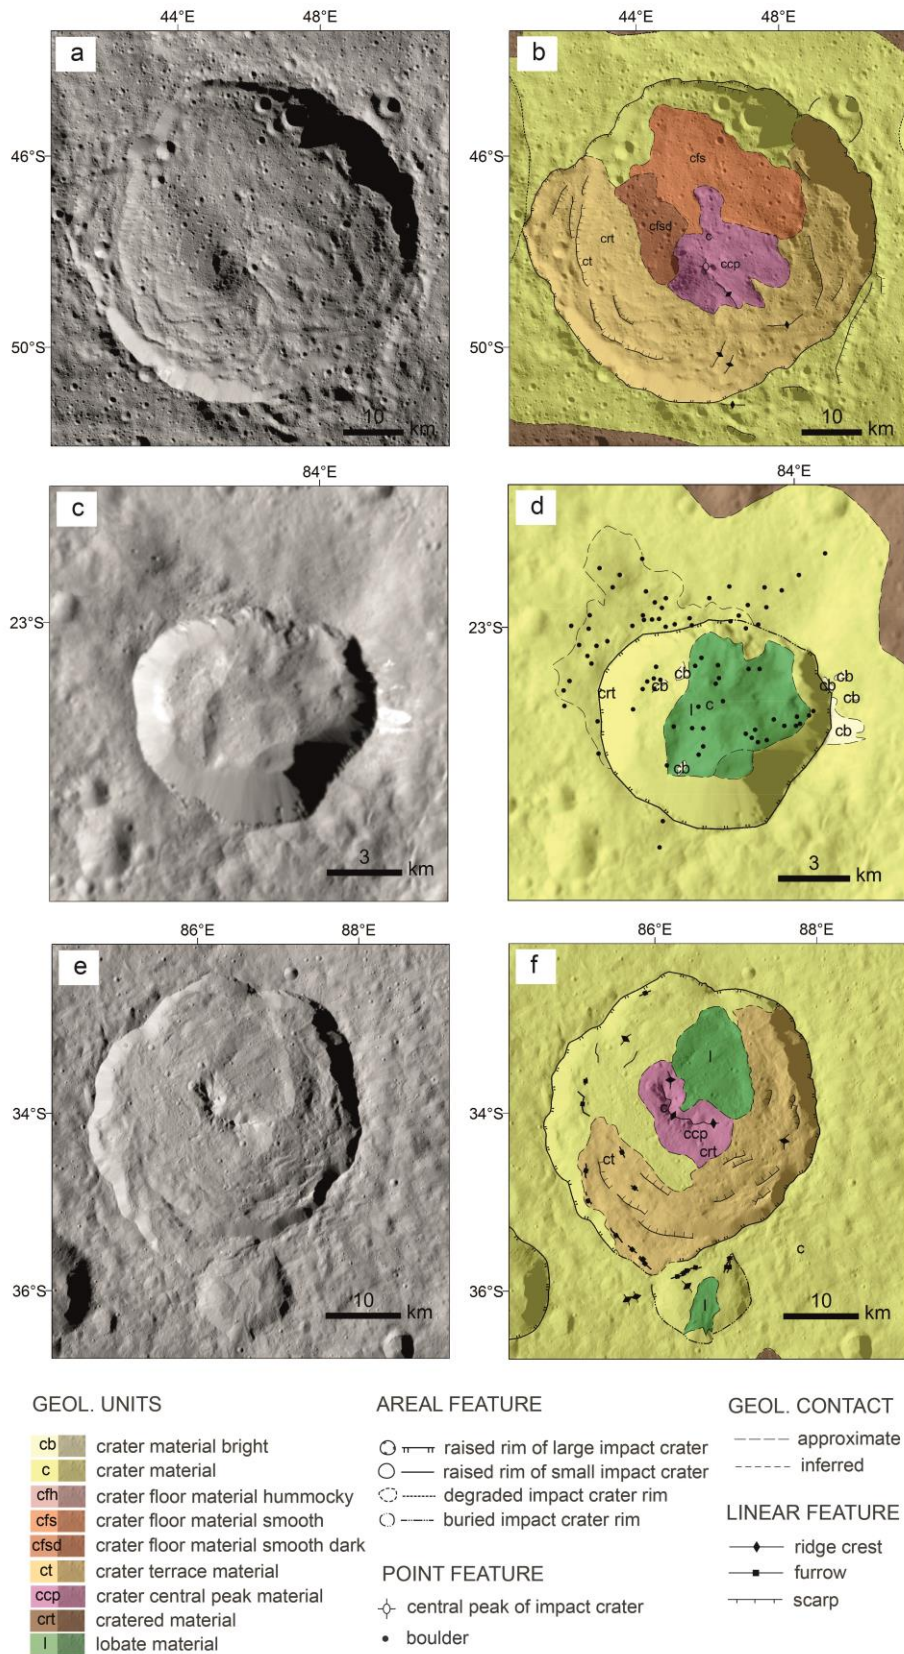 44°E 48°E 44°E 48°E
a b
46°S 46°S
cfs
crt cfsd c
ct ccp
50°S 50°S
10 km 10 km
84°E 84°E
c d
23°S 23°S
cb cb cb
crt cb cb
l c
cb
cb
3 km 3 km
86°E 88°E 86°E 88°E
e f
l
34°S 34°S
c
ccp
ct crt
c
36°S 36°S
l
10 km 10 km
GEOL. UNITS
cb crater material bright
c crater material
cfh crater floor material hummocky
cfs crater floor material smooth
cfsd crater floor material smooth dark
ct crater terrace material
ccp crater central peak material
crt cratered material
l lobate material
AREAL FEATURE
raised rim of large impact crater
raised rim of small impact crater
degraded impact crater rim
buried impact crater rim
POINT FEATURE
central peak of impact crater
boulder
GEOL. CONTACT
approximate
inferred
LINEAR FEATURE
ridge crest
furrow
scarp